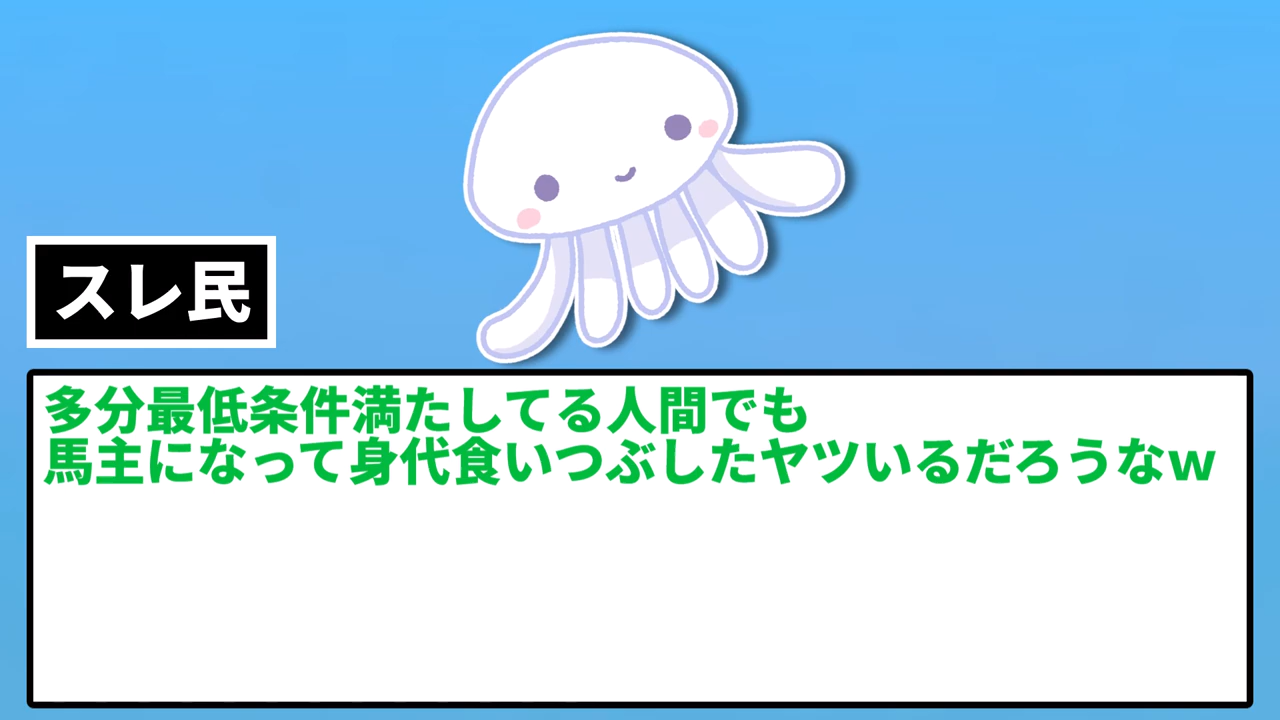 スレ民
多分最低条件満たしてる人間でも
馬主になって身代食いつぶしたヤツいるだろうなw